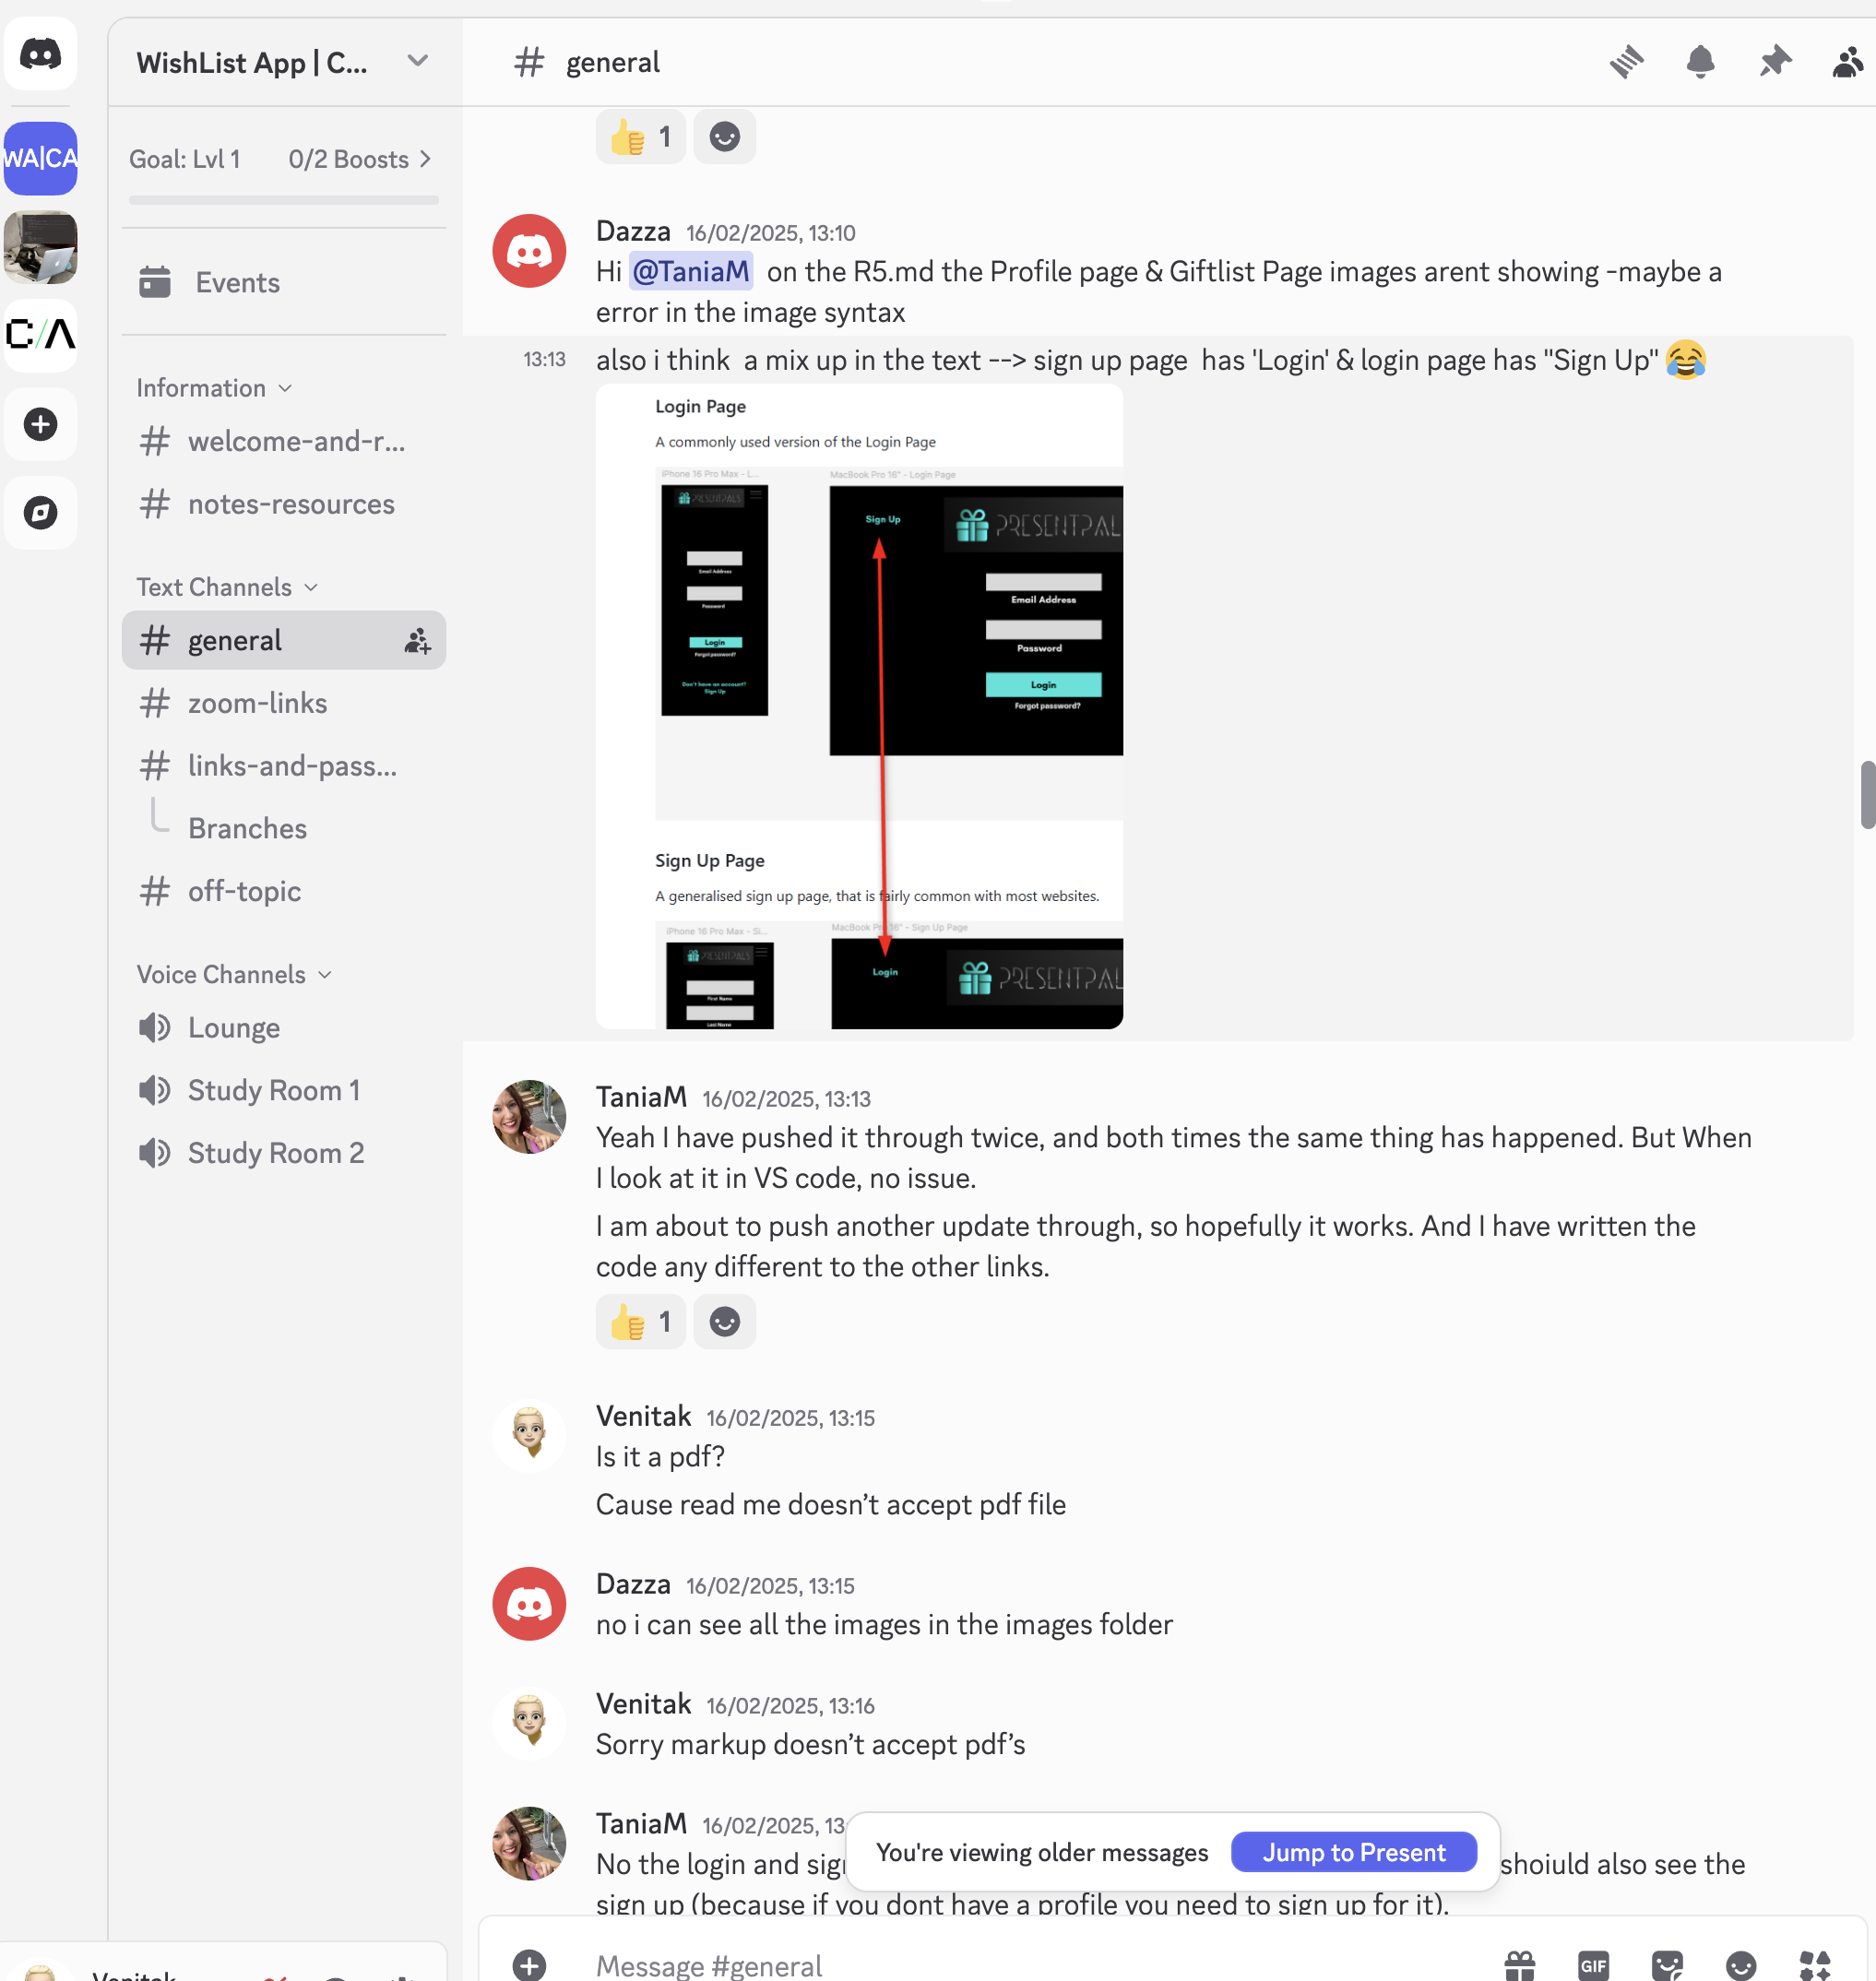 WishList App | C...
# general
WA|CA
Goal: Lvl 1 0/2 Boosts >
Events
C/Λ
Information
# welcome-and-r...
# notes-resources
Text Channels
# general
# zoom-links
# links-and-pass...
Branches
# off-topic
Voice Channels
Lounge
Study Room 1
Study Room 2
👍 1
Dazza 16/02/2025, 13:10
Hi @TaniaM on the R5.md the Profile page & Giftlist Page images arent showing -maybe a
error in the image syntax
13:13 also i think a mix up in the text --> sign up page has 'Login' & login page has "Sign Up" 😂
Login Page
A commonly used version of the Login Page
iPhone 16 Pro Max - L...
MacBook Pro 16" - Login Page
PRESENTPALS
Email Address
Password
Login
Forgot password?
Don't have an account?
Sign Up
Sign Up
PRESENTPAL
Email Address
Password
Login
Forgot password?
Sign Up Page
A generalised sign up page, that is fairly common with most websites.
iPhone 16 Pro Max - Si...
MacBook Pro 16" - Sign Up Page
PRESENTPALS
First Name
Last Name
Login
PRESENTPAL
TaniaM 16/02/2025, 13:13
Yeah I have pushed it through twice, and both times the same thing has happened. But When
I look at it in VS code, no issue.
I am about to push another update through, so hopefully it works. And I have written the
code any different to the other links.
👍 1
Venitak 16/02/2025, 13:15
Is it a pdf?
Cause read me doesn’t accept pdf file
Dazza 16/02/2025, 13:15
no i can see all the images in the images folder
Venitak 16/02/2025, 13:16
Sorry markup doesn’t accept pdf’s
TaniaM 16/02/2025, 13
No the login and sig shoiuld also see the
sign up (because if you dont have a profile you need to sign up for it).
You're viewing older messages Jump to Present
Message #general
GIF
Venitak